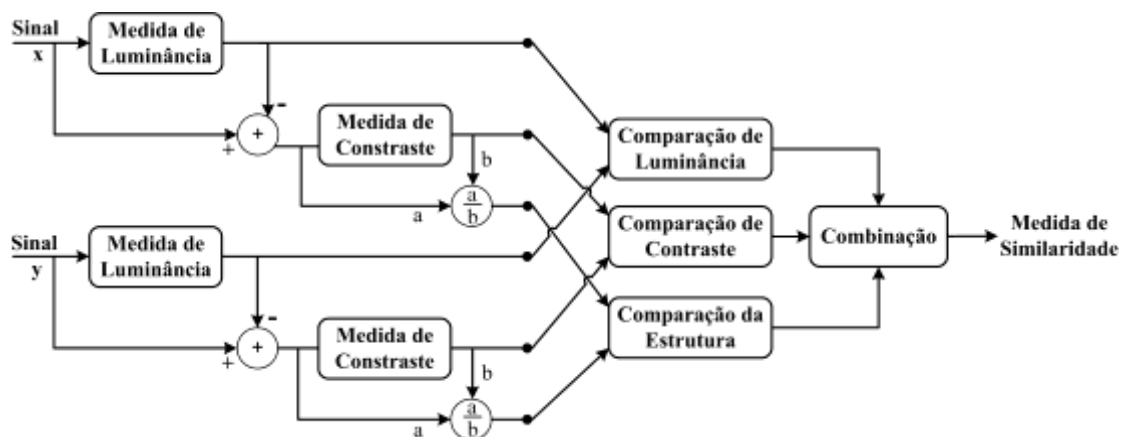 Sinal
x
Medida de
Luminância
-
+
+
Medida de
Constraste
b
a
a
b
Sinal
y
Medida de
Luminância
-
+
+
Medida de
Constraste
b
a
a
b
Comparação de
Luminância
Comparação de
Contraste
Comparação da
Estrutura
Combinação
Medida de
Similaridade